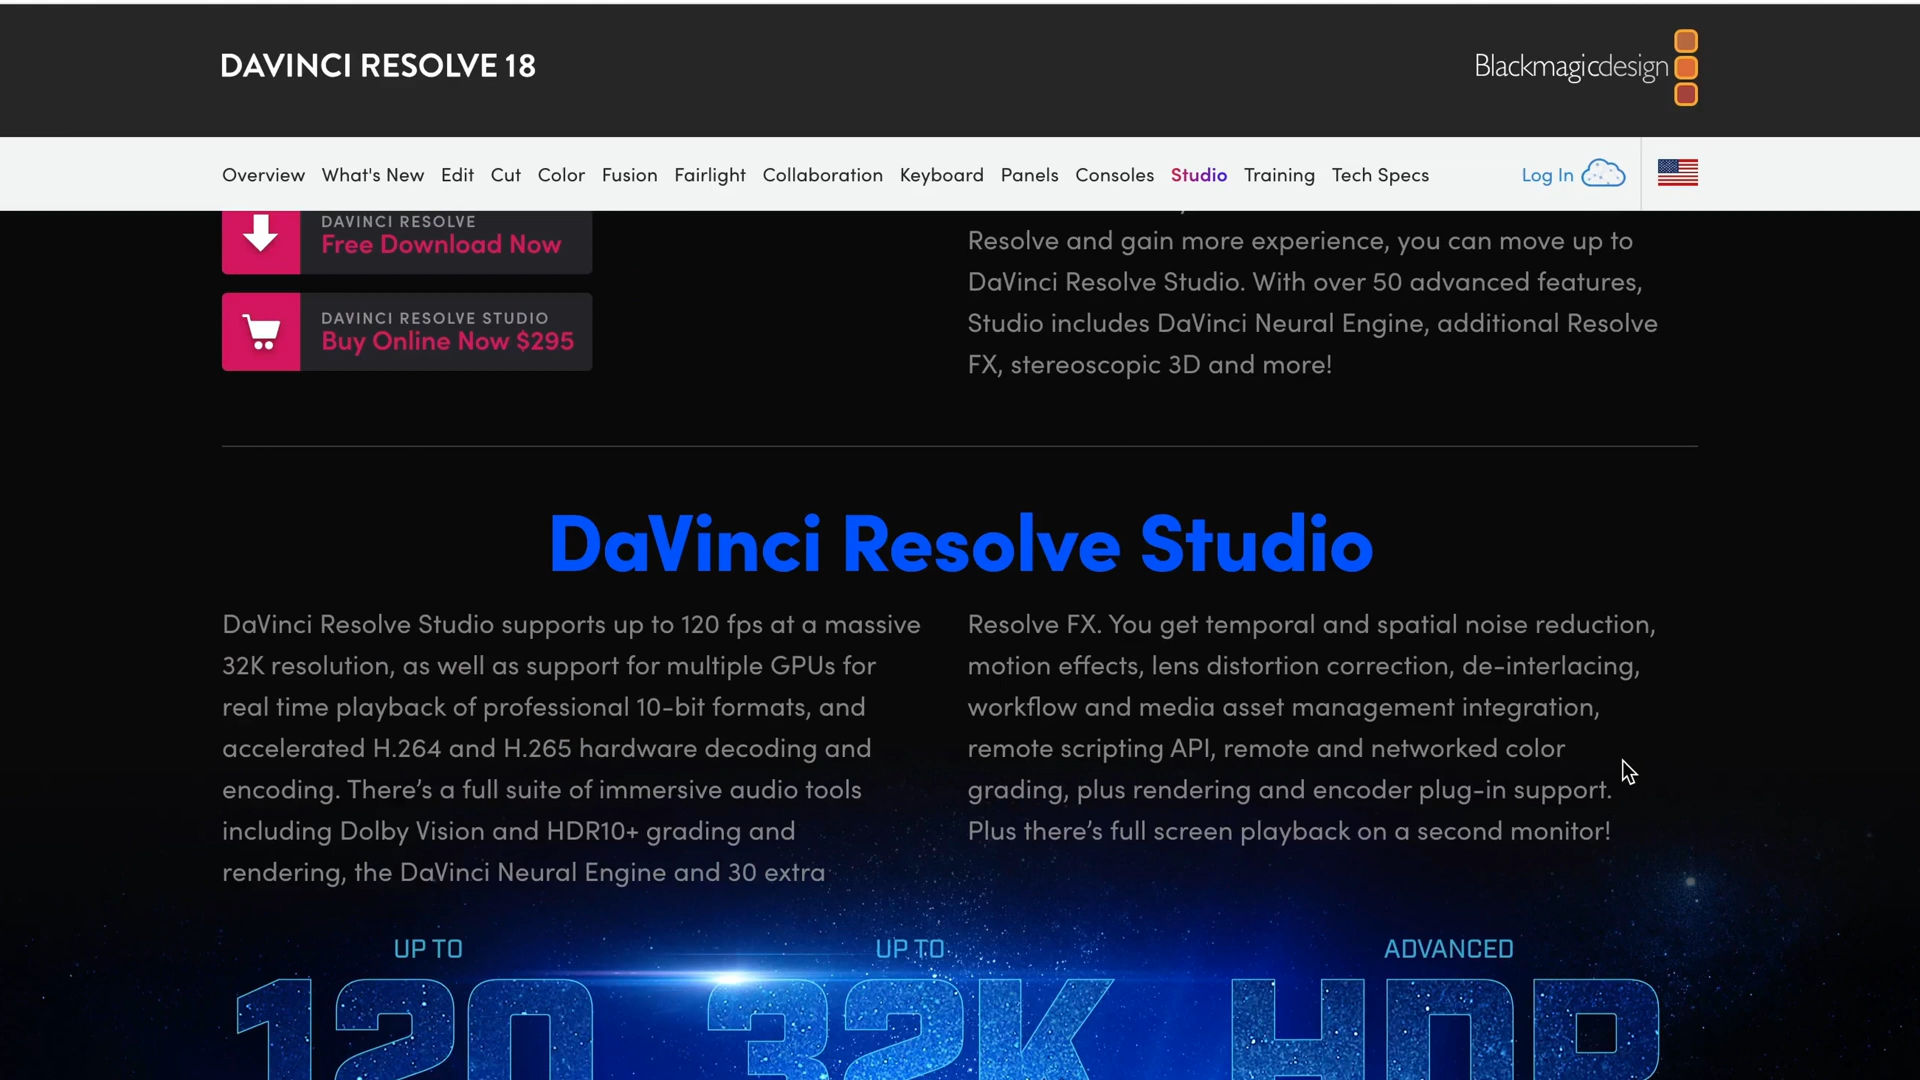 DAVINCI RESOLVE 18
Blackmagicdesign
Overview What's New Edit Cut Color Fusion Fairlight Collaboration Keyboard Panels Consoles Studio Training Tech Specs Log In
DAVINCI RESOLVE
Free Download Now
DAVINCI RESOLVE STUDIO
Buy Online Now $295
Resolve and gain more experience, you can move up to
DaVinci Resolve Studio. With over 50 advanced features,
Studio includes DaVinci Neural Engine, additional Resolve
FX, stereoscopic 3D and more!
DaVinci Resolve Studio
DaVinci Resolve Studio supports up to 120 fps at a massive
32K resolution, as well as support for multiple GPUs for
real time playback of professional 10-bit formats, and
accelerated H.264 and H.265 hardware decoding and
encoding. There’s a full suite of immersive audio tools
including Dolby Vision and HDR10+ grading and
rendering, the DaVinci Neural Engine and 30 extra
Resolve FX. You get temporal and spatial noise reduction,
motion effects, lens distortion correction, de-interlacing,
workflow and media asset management integration,
remote scripting API, remote and networked color
grading, plus rendering and encoder plug-in support.
Plus there’s full screen playback on a second monitor!
UP TO
120
UP TO
32K
ADVANCED
HDR